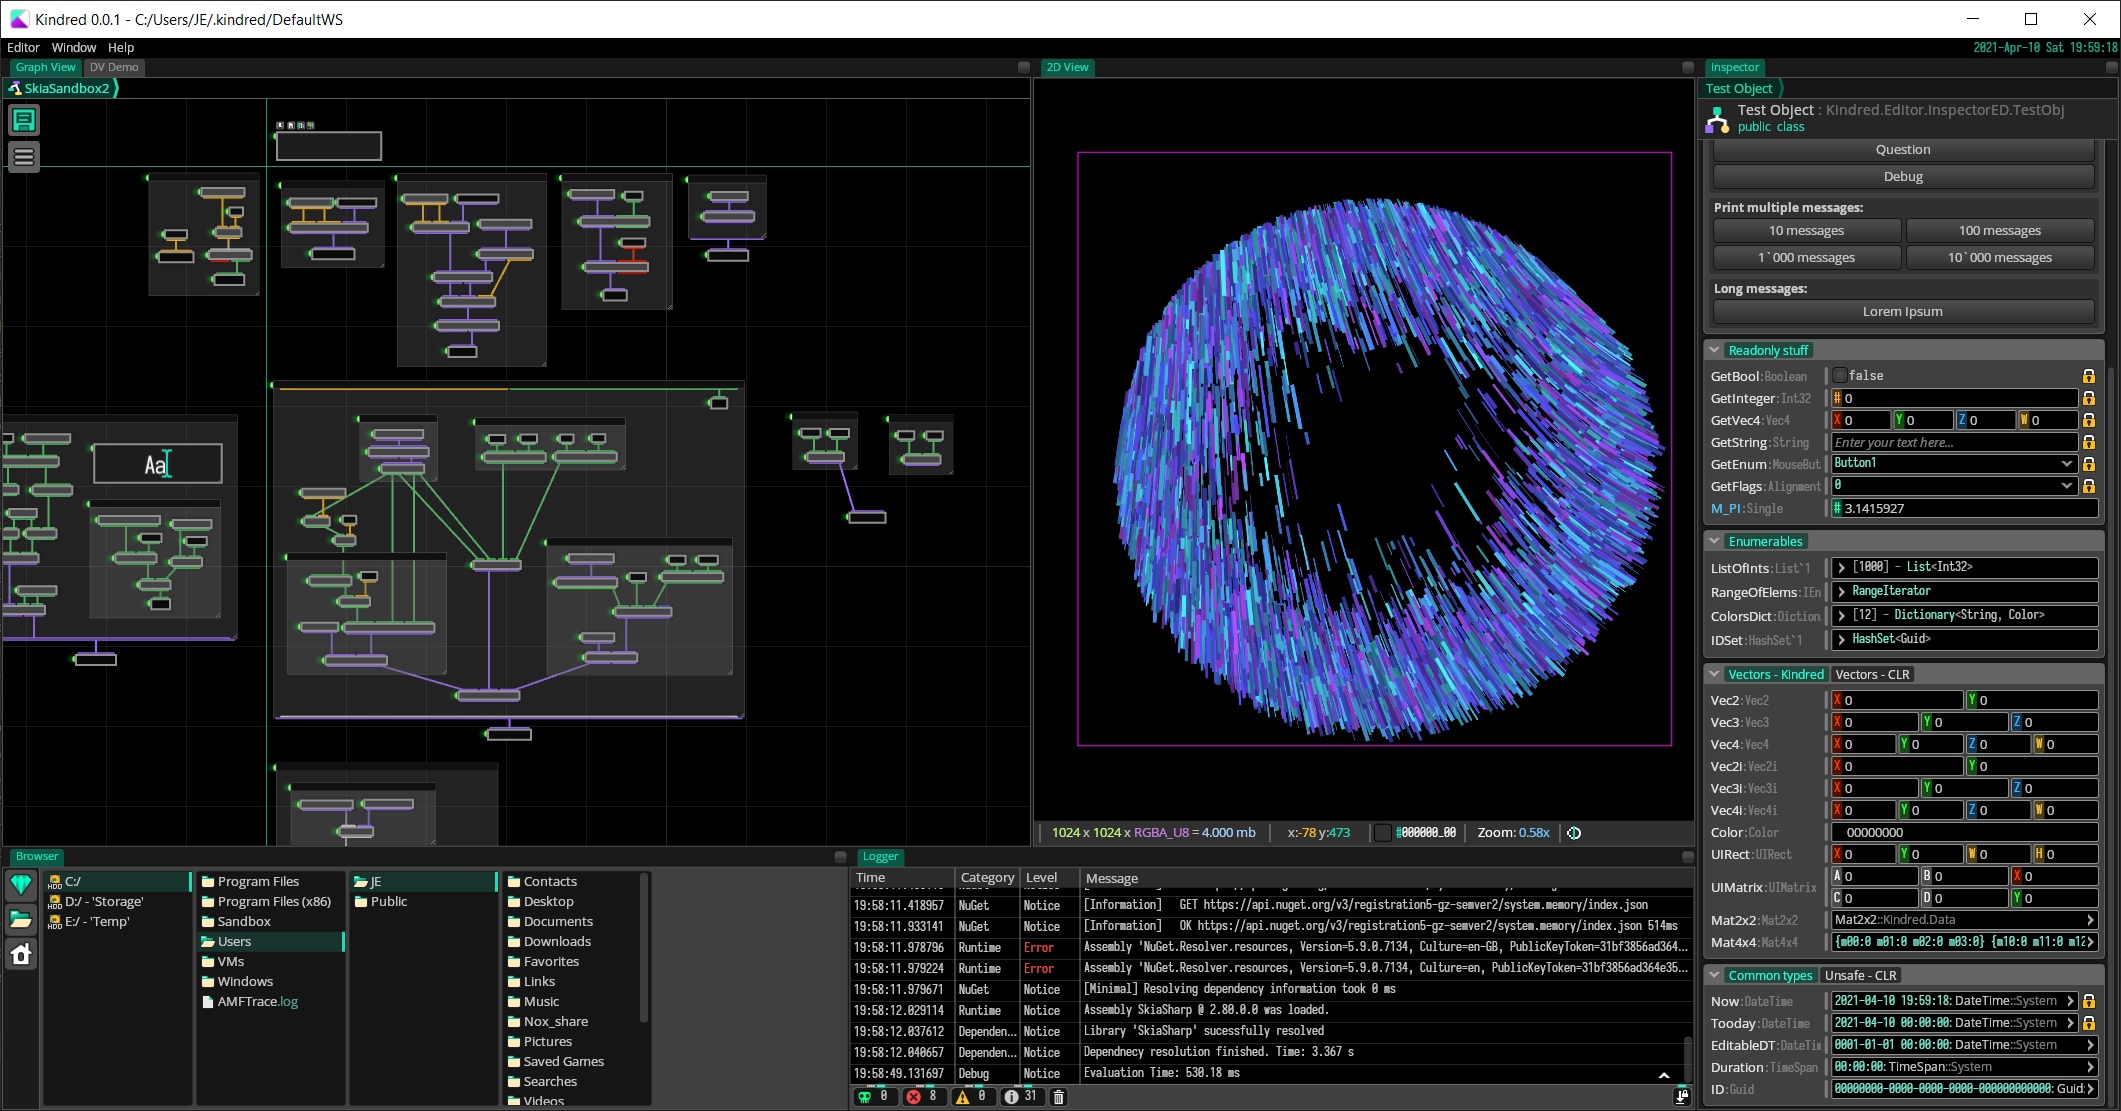 Kindred 0.0.1 - C:/Users/JE/.kindred/DefaultWS
Editor Window Help
2021-Apr-10 Sat 19:59:18
Graph View DV Demo
SkiaSandbox2
Aa
2D View
1024 x 1024 x RGBA_U8 = 4.000 mb x:-78 y:473 #000000_00 Zoom: 0.58x
Inspector
Test Object
Test Object : Kindred.Editor.InspectorED.TestObj
public class
Question
Debug
Print multiple messages:
10 messages 100 messages
1`000 messages 10`000 messages
Long messages:
Lorem Ipsum
Readonly stuff
GetBool:Boolean false
GetInteger:Int32 # 0
GetVec4:Vec4 X 0 Y 0 Z 0 W 0
GetString:String Enter your text here...
GetEnum:MouseBut Button1
GetFlags:Alignment 0
M_PI:Single # 3.1415927
Enumerables
ListOfInts:List`1 [1000] - List<Int32>
RangeOfElems:IEn RangeIterator
ColorsDict:Diction [12] - Dictionary<String, Color>
IDSet:HashSet`1 HashSet<Guid>
Vectors - Kindred Vectors - CLR
Vec2:Vec2 X 0 Y 0
Vec3:Vec3 X 0 Y 0 Z 0
Vec4:Vec4 X 0 Y 0 Z 0 W 0
Vec2i:Vec2i X 0 Y 0
Vec3i:Vec3i X 0 Y 0 Z 0
Vec4i:Vec4i X 0 Y 0 Z 0 W 0
Color:Color 00000000
UIRect:UIRect X 0 Y 0 W 0 H 0
UIMatrix:UIMatrix A 0 B 0 X 0
C 0 D 0 Y 0
Mat2x2:Mat2x2 Mat2x2::Kindred.Data
Mat4x4:Mat4x4 {m00:0 m01:0 m02:0 m03:0} {m10:0 m11:0 m12
Common types Unsafe - CLR
Now:DateTime 2021-04-10 19:59:18: DateTime::System
Tooday:DateTime 2021-04-10 00:00:00: DateTime::System
EditableDT:DateTim 0001-01-01 00:00:00: DateTime::System
Duration:TimeSpan 00:00:00: TimeSpan::System
ID:Guid 00000000-0000-0000-0000-000000000000: Guid:
Browser
HDD C:/
HDD D:/ - 'Storage'
HDD E:/ - 'Temp'
Program Files
Program Files (x86)
Sandbox
Users
VMs
Windows
AMFTrace.log
JE
Public
Contacts
Desktop
Documents
Downloads
Favorites
Links
Music
Nox_share
Pictures
Saved Games
Searches
Videos
Logger
Time Category Level Message
19:58:11.418957 NuGet Notice [Information] GET https://api.nuget.org/v3/registration5-gz-semver2/system.memory/index.json
19:58:11.933141 NuGet Notice [Information] OK https://api.nuget.org/v3/registration5-gz-semver2/system.memory/index.json 514ms
19:58:11.978796 Runtime Error Assembly 'NuGet.Resolver.resources, Version=5.9.0.7134, Culture=en-GB, PublicKeyToken=31bf3856ad364...
19:58:11.979224 Runtime Error Assembly 'NuGet.Resolver.resources, Version=5.9.0.7134, Culture=en, PublicKeyToken=31bf3856ad364e35...
19:58:11.979671 NuGet Notice [Minimal] Resolving dependency information took 0 ms
19:58:12.029114 Runtime Notice Assembly SkiaSharp @ 2.80.0.0 was loaded.
19:58:12.037612 Dependen... Notice Library 'SkiaSharp' sucessfully resolved
19:58:12.040657 Dependen... Notice Dependnecy resolution finished. Time: 3.367 s
19:58:49.131697 Debug Notice Evaluation Time: 530.18 ms
0 8 0 31